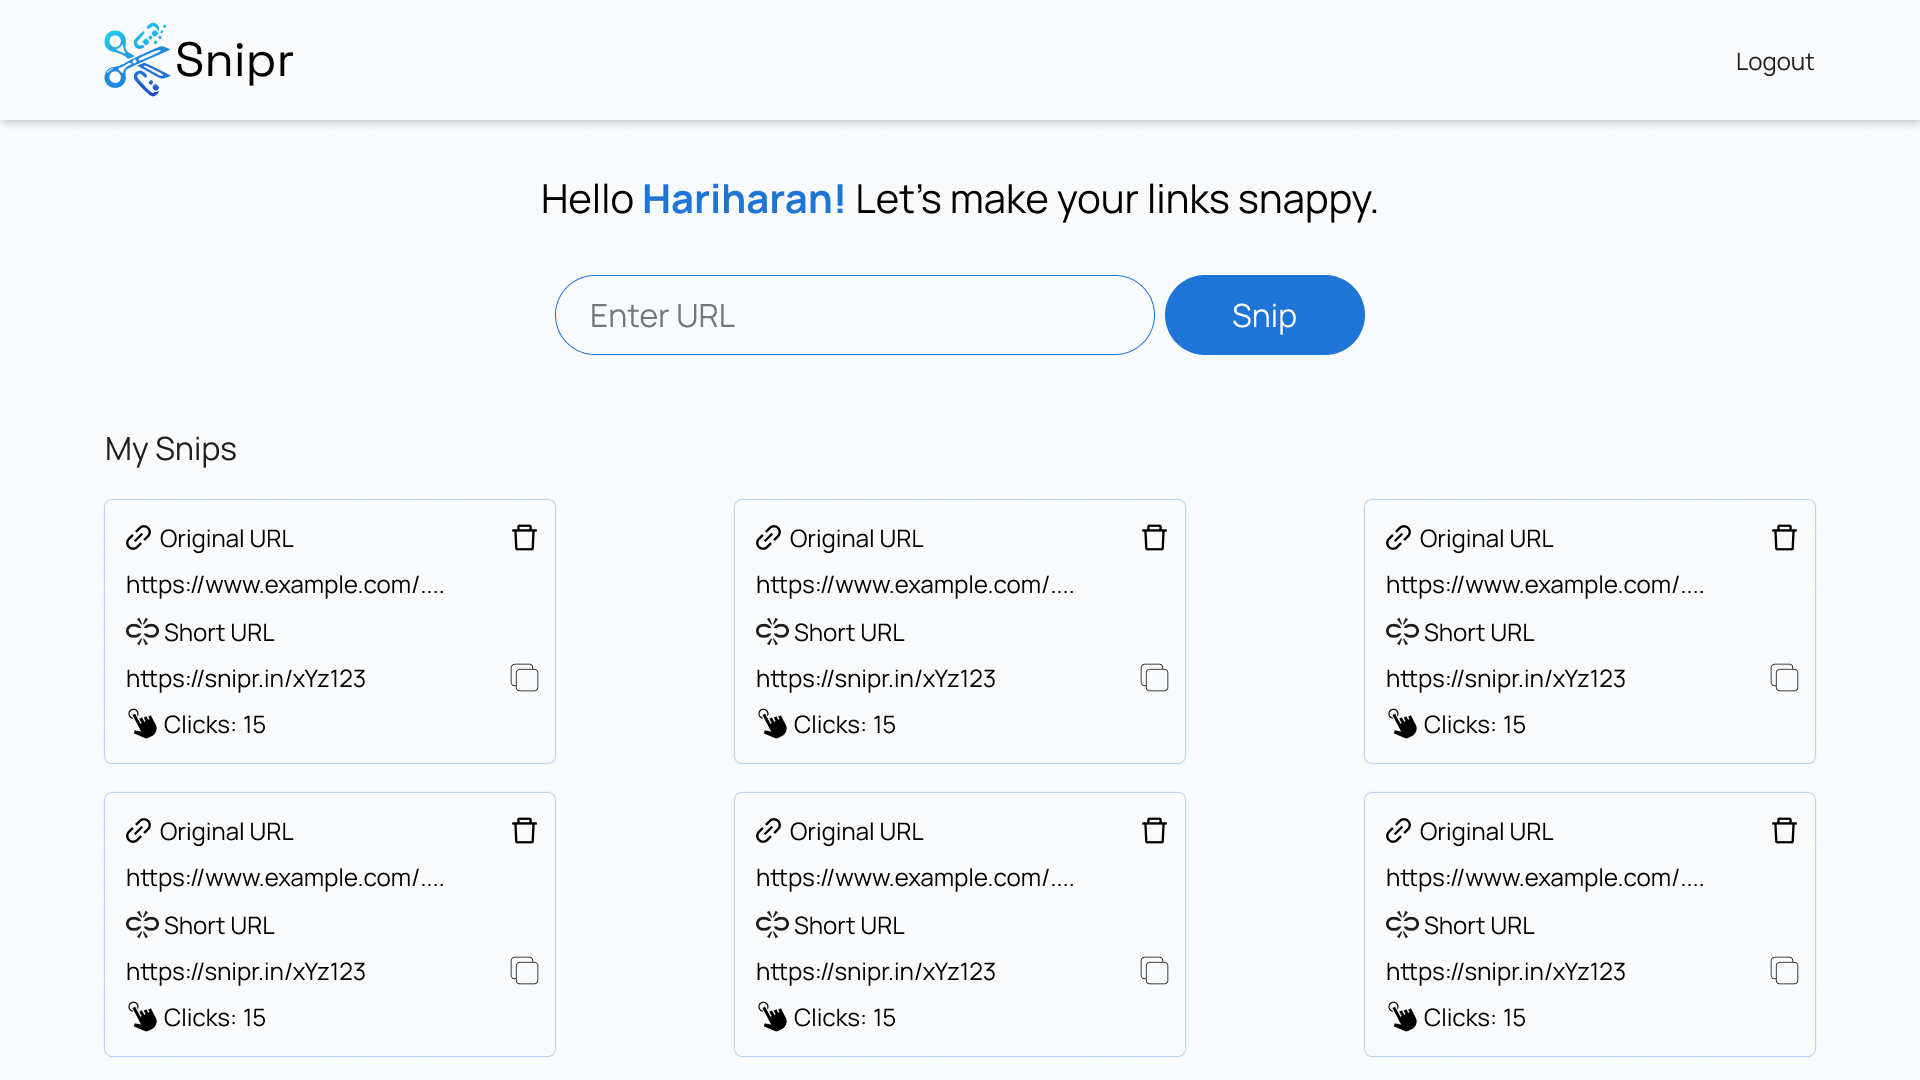 Snipr
Logout
Hello Hariharan! Let's make your links snappy.
Enter URL
Snip
My Snips
Original URL
https://www.example.com/....
Short URL
https://snipr.in/xYz123
Clicks: 15
Original URL
https://www.example.com/....
Short URL
https://snipr.in/xYz123
Clicks: 15
Original URL
https://www.example.com/....
Short URL
https://snipr.in/xYz123
Clicks: 15
Original URL
https://www.example.com/....
Short URL
https://snipr.in/xYz123
Clicks: 15
Original URL
https://www.example.com/....
Short URL
https://snipr.in/xYz123
Clicks: 15
Original URL
https://www.example.com/....
Short URL
https://snipr.in/xYz123
Clicks: 15